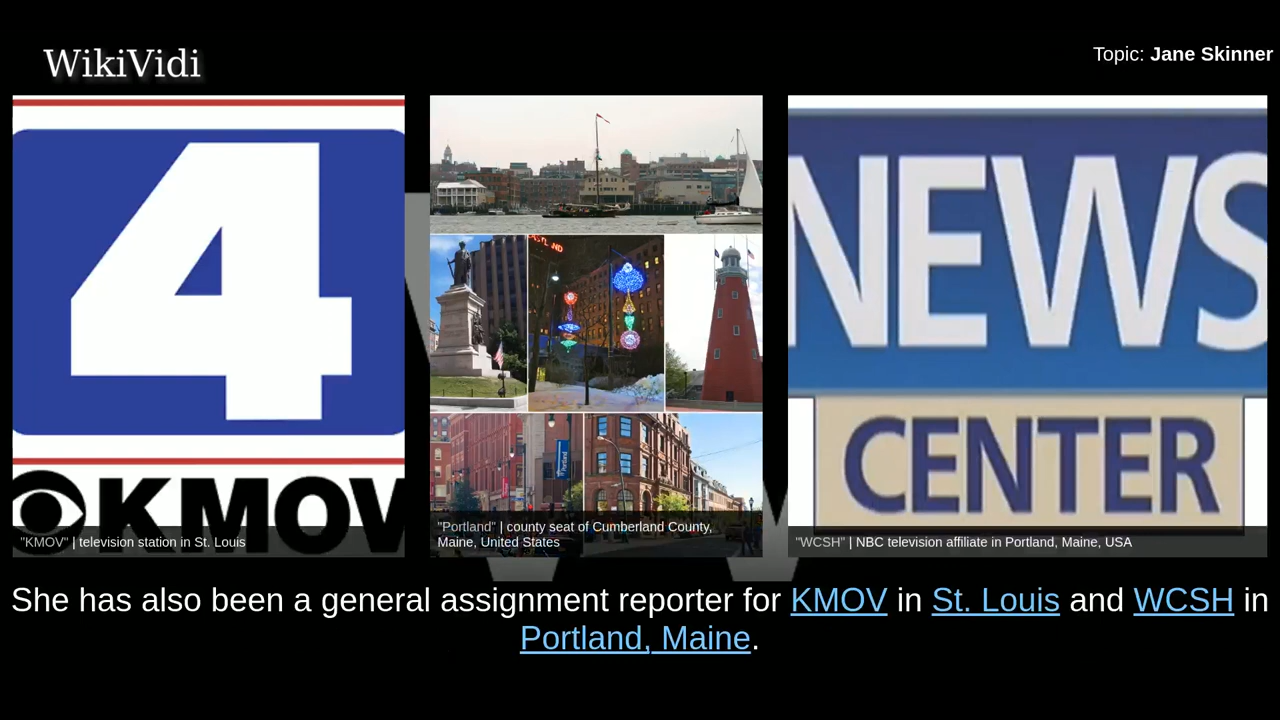 WikiVidi
Topic: Jane Skinner
4
KMOV
"KMOV" | television station in St. Louis
"Portland" | county seat of Cumberland County,
Maine, United States
NEWS
CENTER
"WCSH" | NBC television affiliate in Portland, Maine, USA
She has also been a general assignment reporter for KMOV in St. Louis and WCSH in
Portland, Maine.